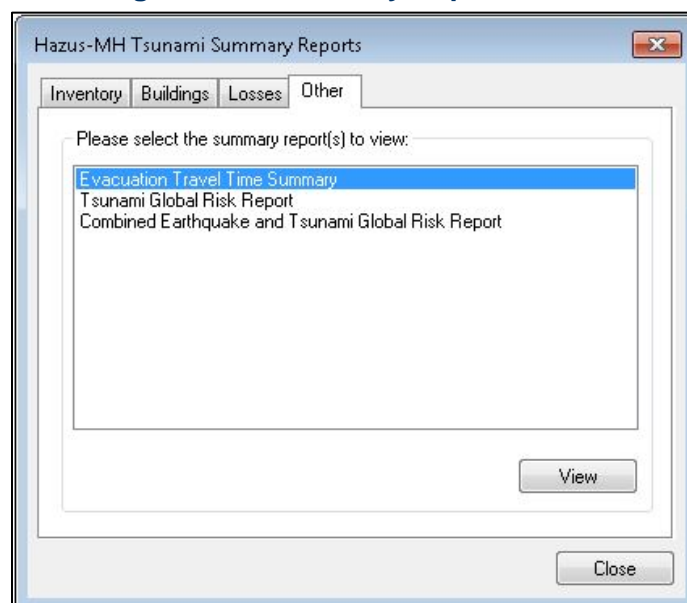 Hazus-MH Tsunami Summary Reports
Inventory Buildings Losses Other
Please select the summary report(s) to view:
Evacuation Travel Time Summary
Tsunami Global Risk Report
Combined Earthquake and Tsunami Global Risk Report
View
Close